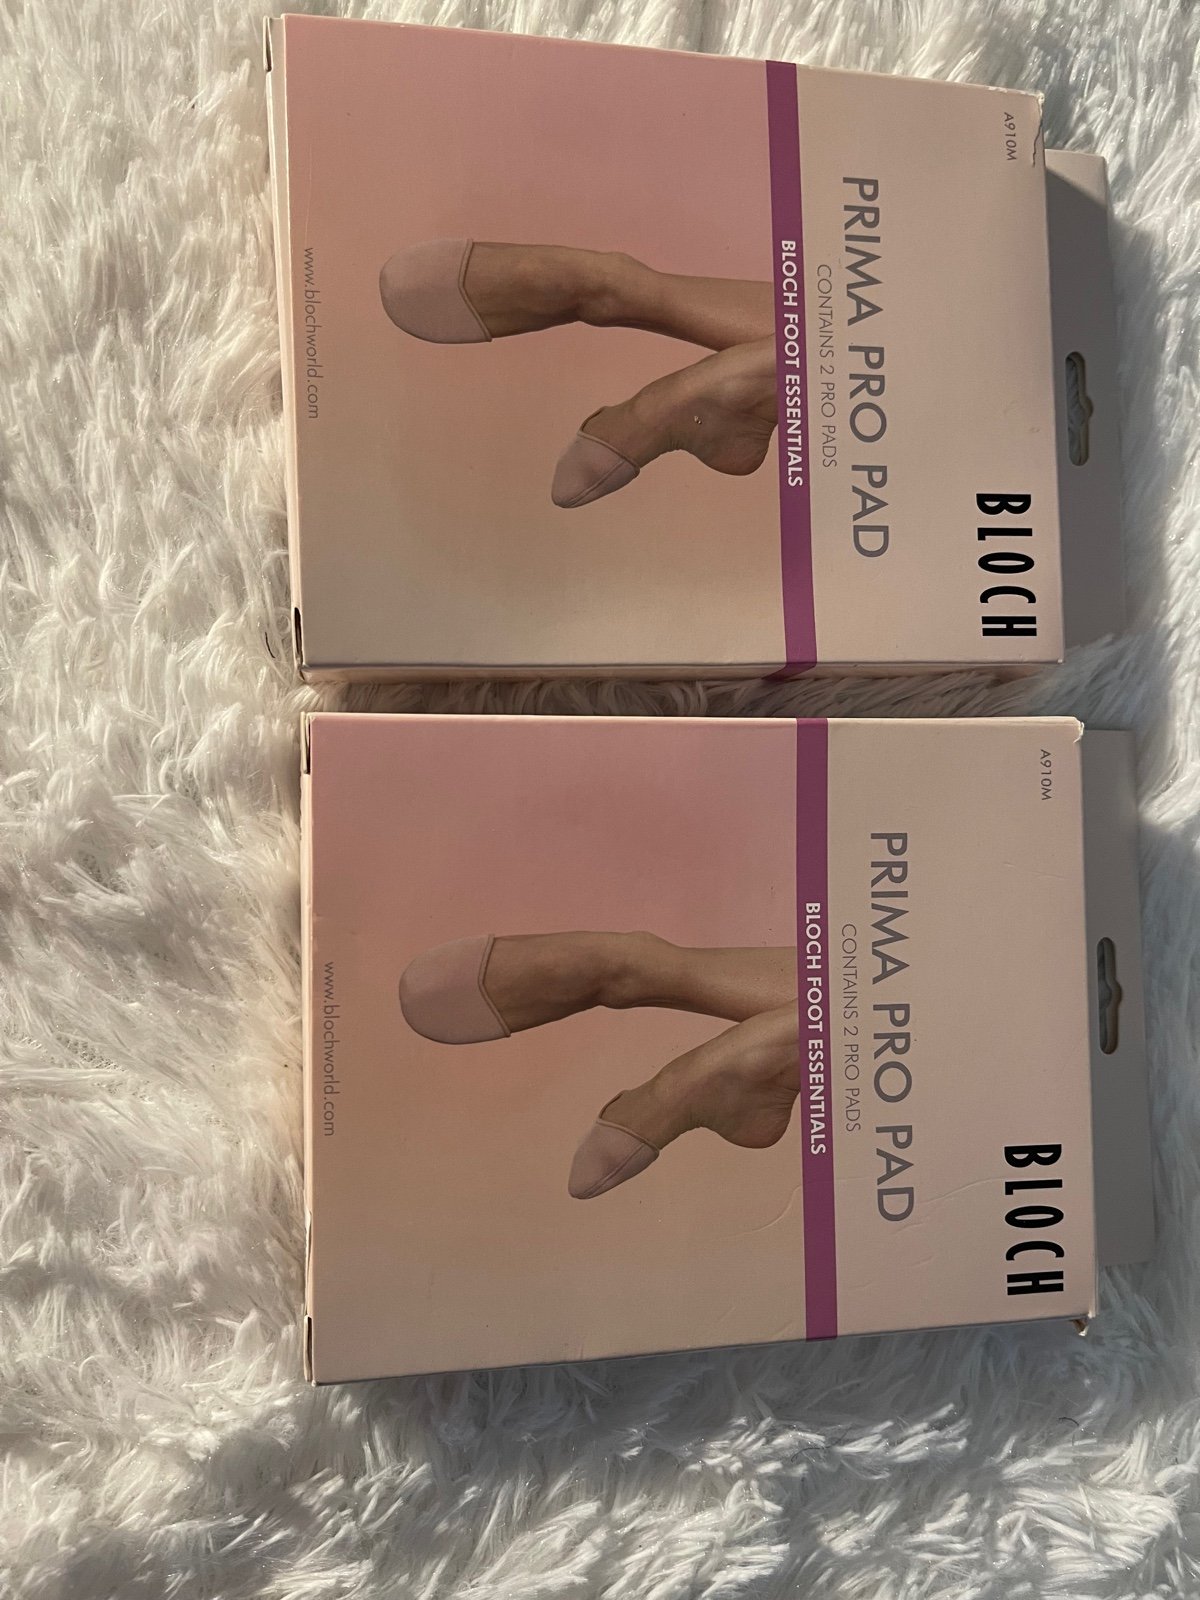 BLOCH
A910M
PRIMA PRO PAD
CONTAINS 2 PRO PADS
BLOCH FOOT ESSENTIALS
www.blochworld.com
BLOCH
A910M
PRIMA PRO PAD
CONTAINS 2 PRO PADS
BLOCH FOOT ESSENTIALS
www.blochworld.com